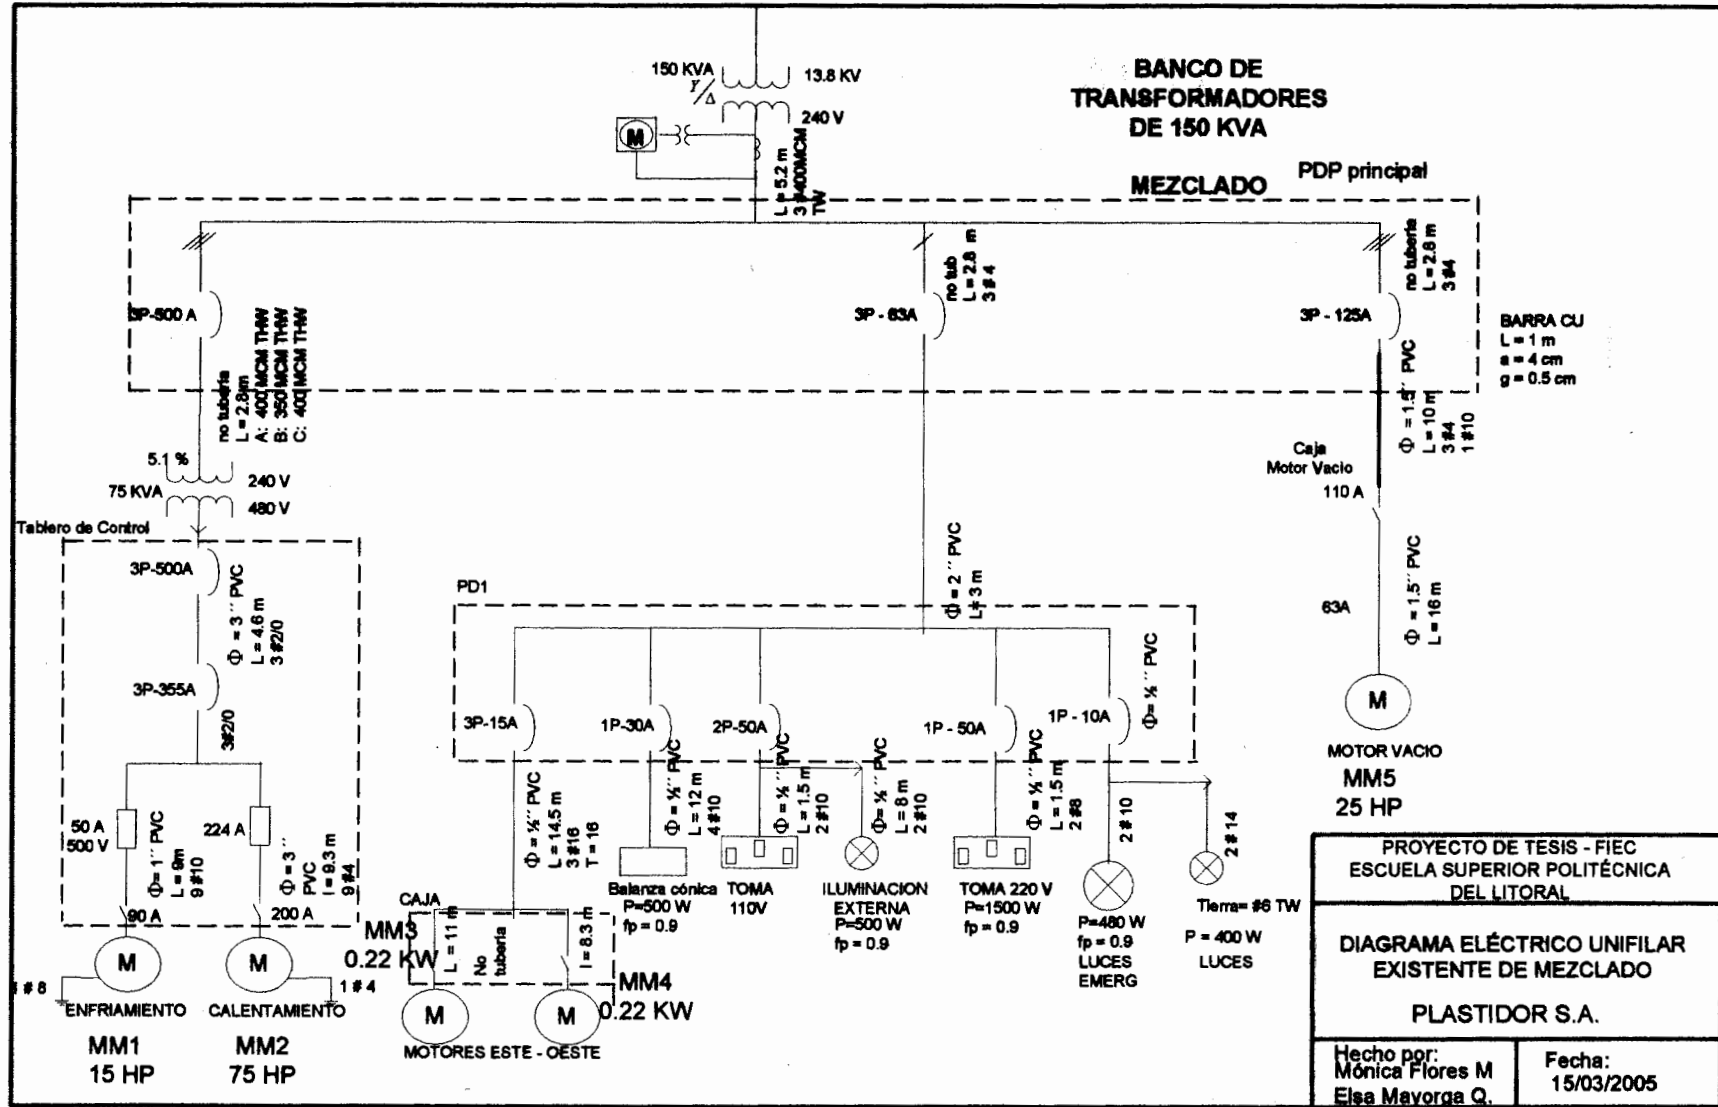 150 KVA
Y/Δ
13.8 KV
240 V
M
L = 5.2 m
3 #400MCM
TW
BANCO DE
TRANSFORMADORES
DE 150 KVA
MEZCLADO
PDP principal
3P-500 A
no tubería
L = 2.8m
A: 400 MCM THW
B: 350 MCM THW
C: 400 MCM THW
3P - 63A
no tub
L = 2.8 m
3 # 4
3P - 125A
no tubería
L = 2.8 m
3#4
BARRA CU
L = 1 m
a = 4 cm
g = 0.5 cm
Φ = 1.5'' PVC
L = 10 m
3 #4
1 #10
Caja
Motor Vacio
110 A
63A
Φ = 1.5'' PVC
L = 16 m
M
MOTOR VACIO
MM5
25 HP
5.1 %
75 KVA
240 V
480 V
Tablero de Control
3P-500A
Φ = 3 '' PVC
L = 4.6 m
3 #2/0
3P-355A
3#2/0
50 A
500 V
Φ = 1'' PVC
L = 9m
9 #10
224 A
Φ = 3 ''
PVC
l = 9.3 m
9 #4
90 A
200 A
M
M
# 8
1 # 4
ENFRIAMIENTO
CALENTAMIENTO
MM1
15 HP
MM2
75 HP
PD1
Φ = 2 '' PVC
L = 3 m
3P-15A
1P-30A
2P-50A
1P - 50A
1P - 10A
Φ = ½'' PVC
Φ = ½'' PVC
L = 14.5 m
3 #16
T = 16
Φ = ½'' PVC
L = 12 m
4 #10
Φ = ½'' PVC
L = 1.5 m
2 #10
Φ = ½'' PVC
L = 8 m
2 #10
Φ = ½'' PVC
L = 1.5 m
2 #8
2 # 10
2 # 14
Balanza cónica
P=500 W
fp = 0.9
TOMA
110V
ILUMINACION
EXTERNA
P=500 W
fp = 0.9
TOMA 220 V
P=1500 W
fp = 0.9
P=480 W
fp = 0.9
LUCES
EMERG
Tierra= #6 TW
P = 400 W
LUCES
CAJA
MM3
0.22 KW
L = 11 m
No
tubería
l = 8.3 m
MM4
0.22 KW
M
M
MOTORES ESTE - OESTE
PROYECTO DE TESIS - FIEC
ESCUELA SUPERIOR POLITÉCNICA
DEL LITORAL
DIAGRAMA ELÉCTRICO UNIFILAR
EXISTENTE DE MEZCLADO
PLASTIDOR S.A.
Hecho por:
Mónica Flores M
Elsa Mayorga Q.
Fecha:
15/03/2005